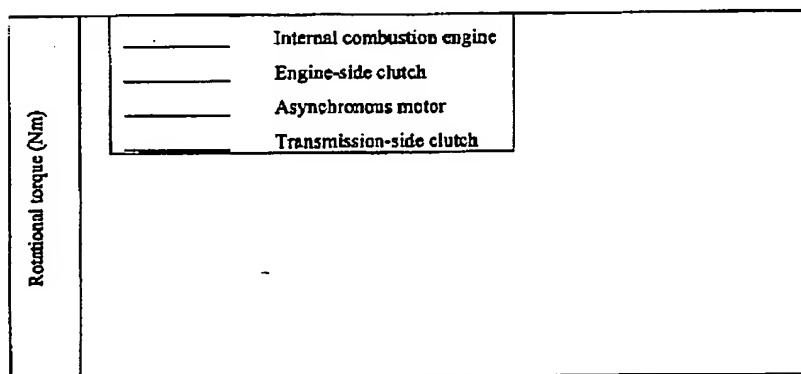 Internal combustion engine
Engine-side clutch
Asynchronous motor
Transmission-side clutch
Rotational torque (Nm)